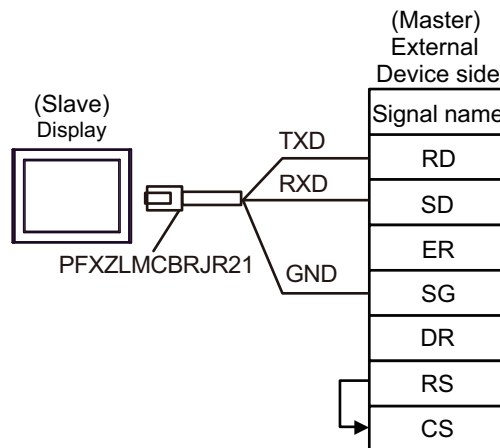 (Master)
External
Device side
(Slave)
Display
Signal name
TXD
RD
RXD
SD
ER
PFXZLMCBRJR21
GND
SG
DR
RS
CS